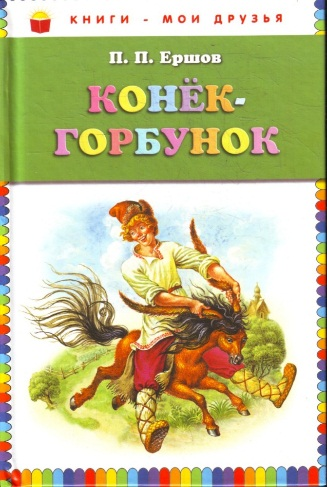 КНИГИ - МОИ ДРУЗЬЯ
П. П. Ершов
КОНЁК-
ГОРБУНОК